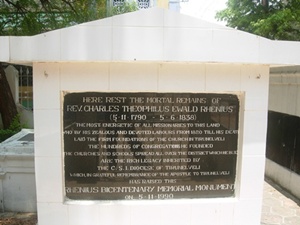 HERE REST THE MORTAL REMAINS OF
REV. CHARLES THEOPHILUS EWALD RHENIUS
(5-11-1790 - 5-6-1838)
THE MOST ENERGETIC OF ALL MISSIONARIES TO THIS LAND
WHO BY HIS ZEALOUS AND DEVOTED LABOURS FROM 1820 TILL HIS DEATH
LAID THE FIRM FOUNDATIONS OF THE CHURCH IN TIRUNELVELI
THE HUNDREDS OF CONGREGATIONS HE FOUNDED
THE CHURCHES AND SCHOOLS SPREAD ALL OVER THE DISTRICT WHICH HE
ARE THE RICH LEGACY INHERITED BY
THE C.S.I. DIOCESE OF TIRUNELVELI
WHICH, IN GRATEFUL REMEMBRANCE OF THE APOSTLE TO TIRUNELVELI
HAS RAISED THIS
RHENIUS BICENTENARY MEMORIAL MONUMENT
ON 5-11-1990